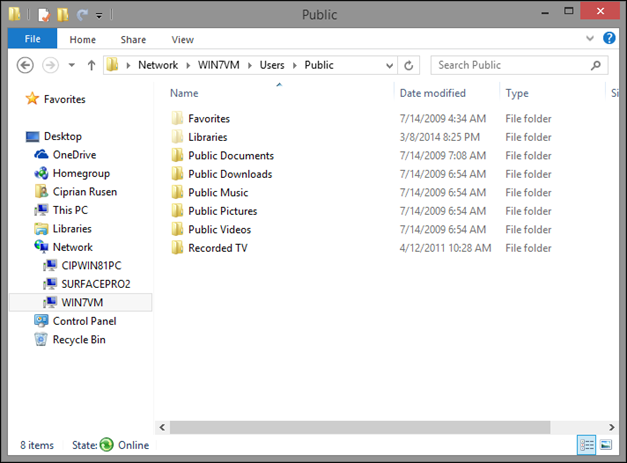 Public
File Home Share View
Network WIN7VM Users Public Search Public
Favorites
Desktop
OneDrive
Homegroup
Ciprian Rusen
This PC
Libraries
Network
CIPWIN81PC
SURFACEPRO2
WIN7VM
Control Panel
Recycle Bin
Name Date modified Type Si
Favorites 7/14/2009 4:34 AM File folder
Libraries 3/8/2014 8:25 PM File folder
Public Documents 7/14/2009 7:08 AM File folder
Public Downloads 7/14/2009 6:54 AM File folder
Public Music 7/14/2009 6:54 AM File folder
Public Pictures 7/14/2009 6:54 AM File folder
Public Videos 7/14/2009 6:54 AM File folder
Recorded TV 4/12/2011 10:28 AM File folder
8 items State: Online